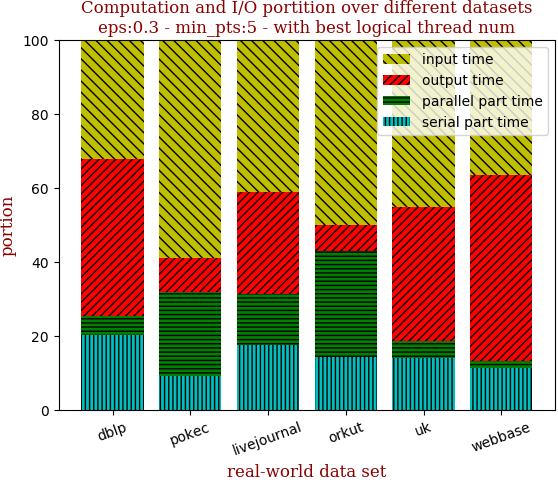 Computation and I/O partition over different datasets
eps:0.3 - min_pts:5 - with best logical thread num
100
80
60
40
20
0
portion
input time
output time
parallel part time
serial part time
dblp
pokec
livejournal
orkut
uk
webbase
real-world data set